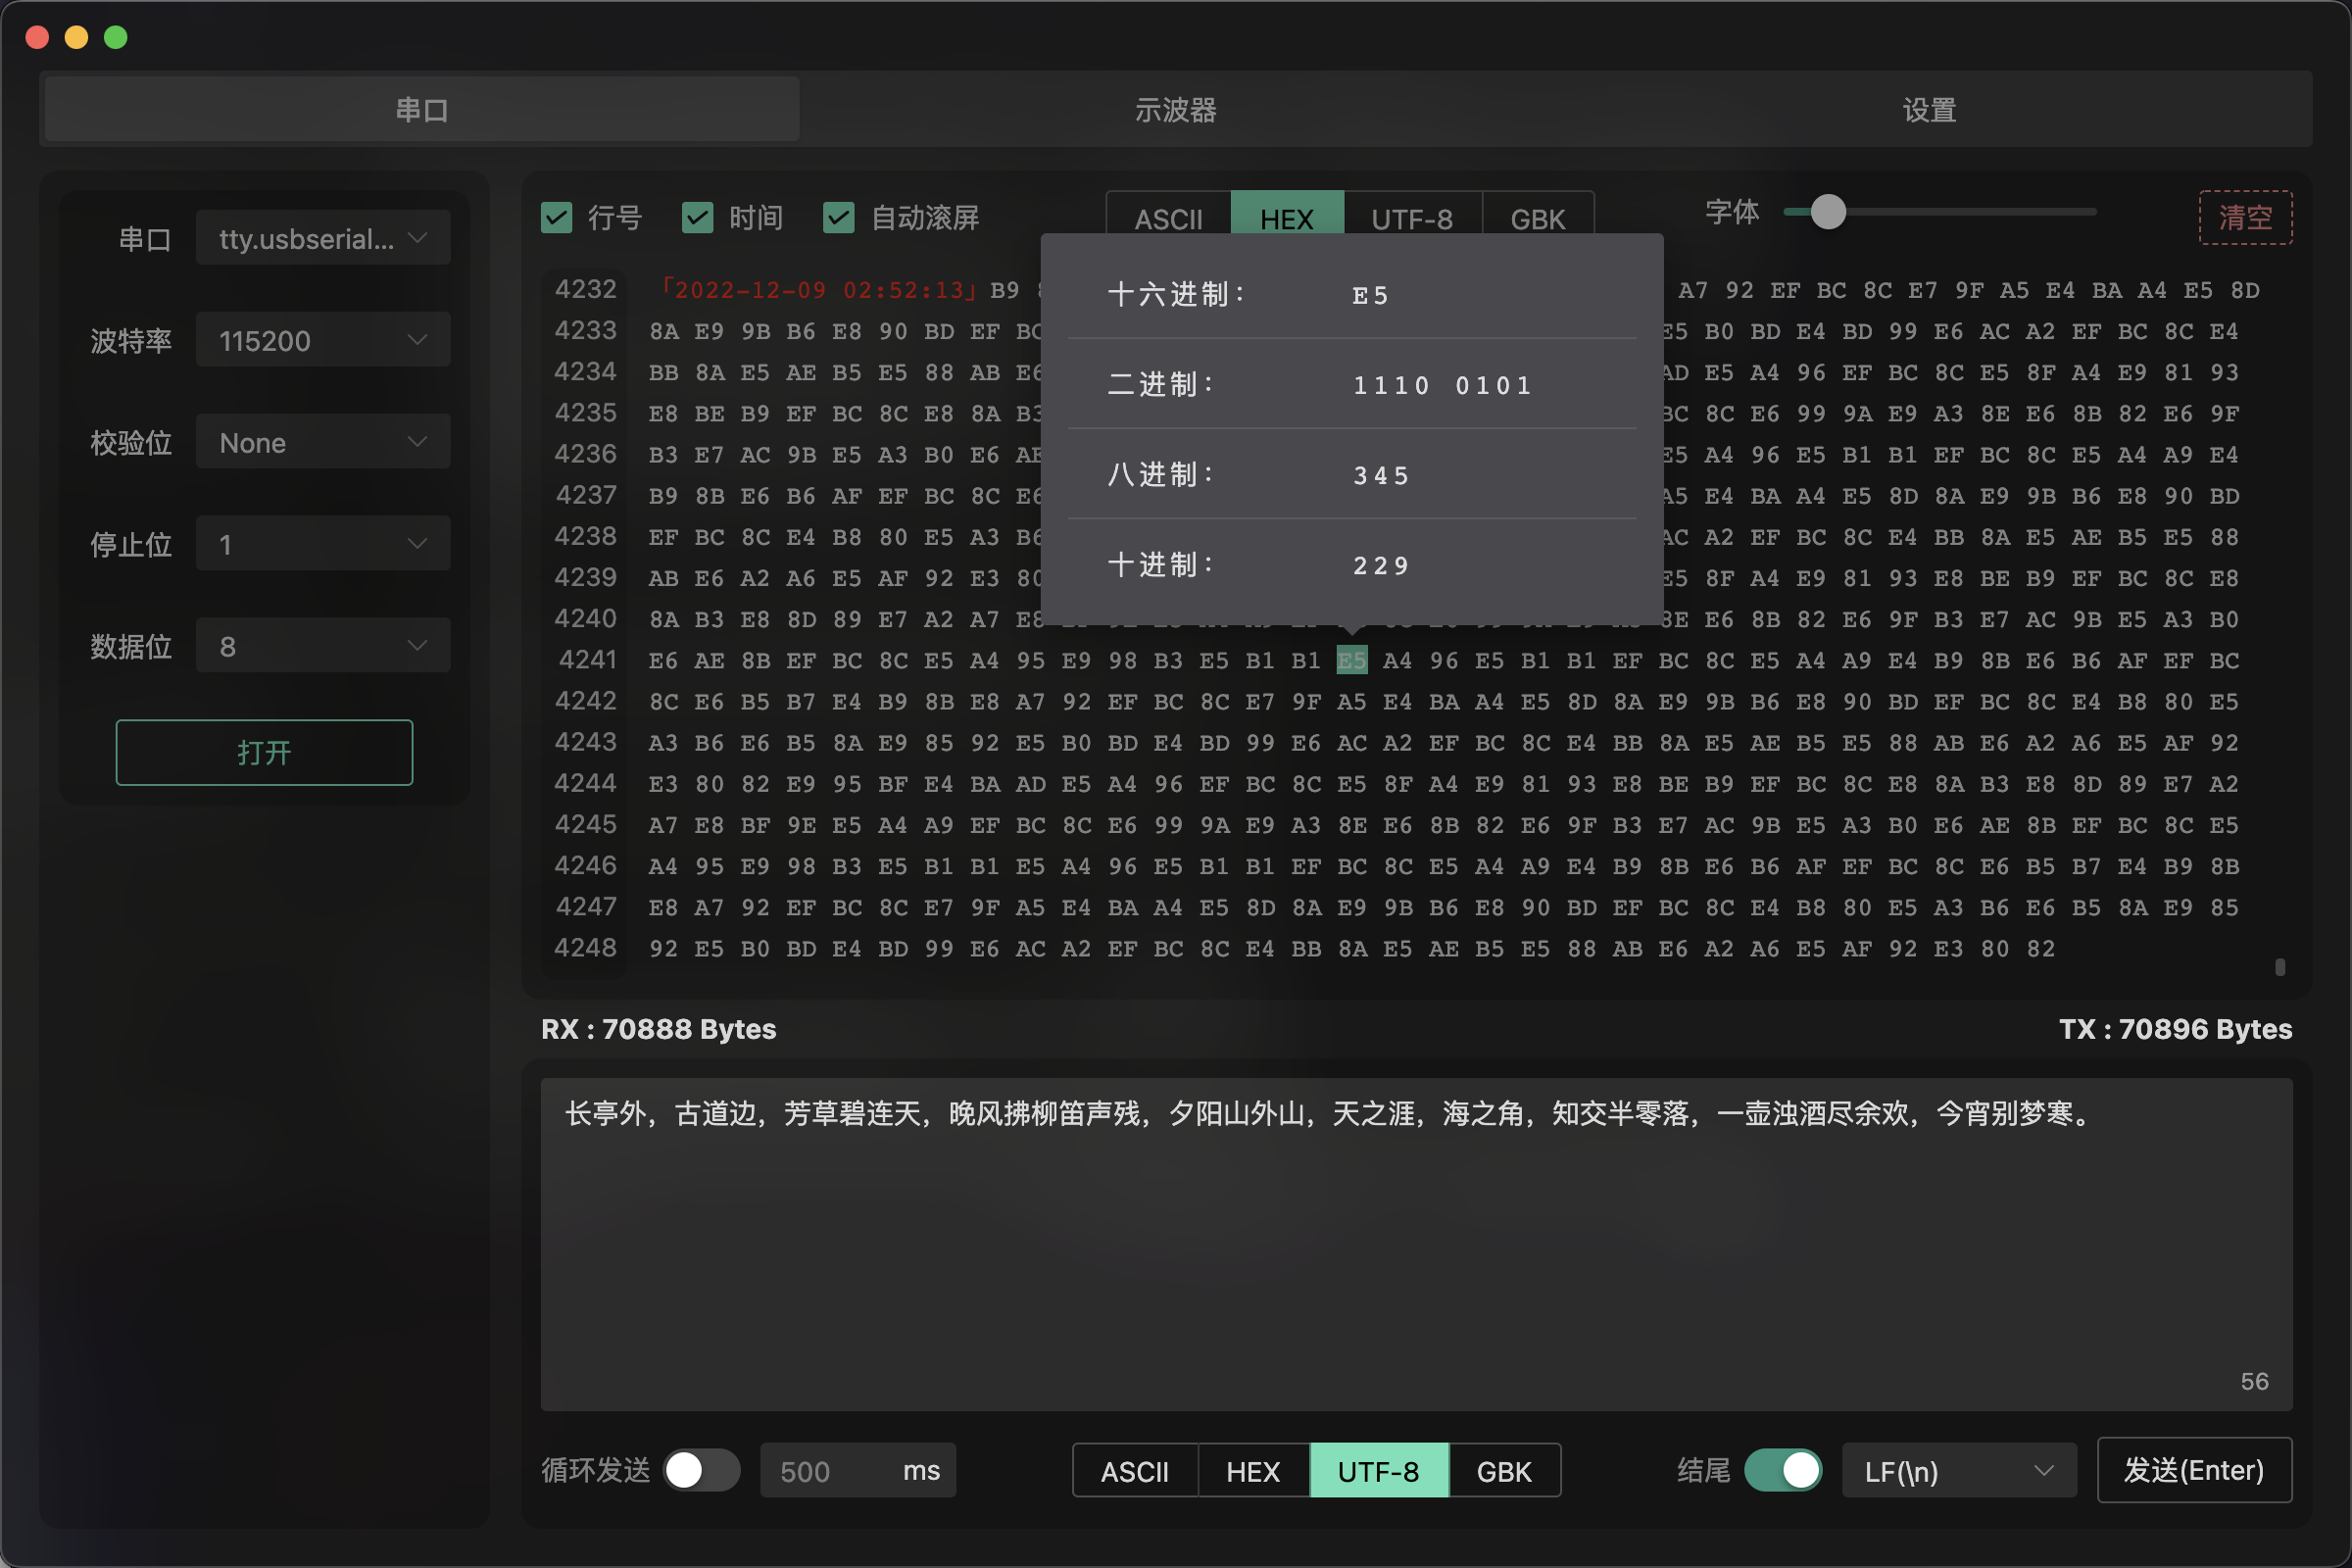 串口 示波器 设置
串口 tty.usbserial...
波特率 115200
校验位 None
停止位 1
数据位 8
打开
行号 时间 自动滚屏 ASCII HEX UTF-8 GBK 字体 清空
十六进制: E5
二进制: 1110 0101
八进制: 345
十进制: 229
4232 「2022-12-09 02:52:13」B9 A7 92 EF BC 8C E7 9F A5 E4 BA A4 E5 8D
4233 8A E9 9B B6 E8 90 BD EF BC E5 B0 BD E4 BD 99 E6 AC A2 EF BC 8C E4
4234 BB 8A E5 AE B5 E5 88 AB E6 AD E5 A4 96 EF BC 8C E5 8F A4 E9 81 93
4235 E8 BE B9 EF BC 8C E8 8A B3 BC 8C E6 99 9A E9 A3 8E E6 8B 82 E6 9F
4236 B3 E7 AC 9B E5 A3 B0 E6 AE E5 A4 96 E5 B1 B1 EF BC 8C E5 A4 A9 E4
4237 B9 8B E6 B6 AF EF BC 8C E6 A5 E4 BA A4 E5 8D 8A E9 9B B6 E8 90 BD
4238 EF BC 8C E4 B8 80 E5 A3 B6 AC A2 EF BC 8C E4 BB 8A E5 AE B5 E5 88
4239 AB E6 A2 A6 E5 AF 92 E3 80 E5 8F A4 E9 81 93 E8 BE B9 EF BC 8C E8
4240 8A B3 E8 8D 89 E7 A2 A7 E8 8E E6 8B 82 E6 9F B3 E7 AC 9B E5 A3 B0
4241 E6 AE 8B EF BC 8C E5 A4 95 E9 98 B3 E5 B1 B1 E5 A4 96 E5 B1 B1 EF BC 8C E5 A4 A9 E4 B9 8B E6 B6 AF EF BC
4242 8C E6 B5 B7 E4 B9 8B E8 A7 92 EF BC 8C E7 9F A5 E4 BA A4 E5 8D 8A E9 9B B6 E8 90 BD EF BC 8C E4 B8 80 E5
4243 A3 B6 E6 B5 8A E9 85 92 E5 B0 BD E4 BD 99 E6 AC A2 EF BC 8C E4 BB 8A E5 AE B5 E5 88 AB E6 A2 A6 E5 AF 92
4244 E3 80 82 E9 95 BF E4 BA AD E5 A4 96 EF BC 8C E5 8F A4 E9 81 93 E8 BE B9 EF BC 8C E8 8A B3 E8 8D 89 E7 A2
4245 A7 E8 BF 9E E5 A4 A9 EF BC 8C E6 99 9A E9 A3 8E E6 8B 82 E6 9F B3 E7 AC 9B E5 A3 B0 E6 AE 8B EF BC 8C E5
4246 A4 95 E9 98 B3 E5 B1 B1 E5 A4 96 E5 B1 B1 EF BC 8C E5 A4 A9 E4 B9 8B E6 B6 AF EF BC 8C E6 B5 B7 E4 B9 8B
4247 E8 A7 92 EF BC 8C E7 9F A5 E4 BA A4 E5 8D 8A E9 9B B6 E8 90 BD EF BC 8C E4 B8 80 E5 A3 B6 E6 B5 8A E9 85
4248 92 E5 B0 BD E4 BD 99 E6 AC A2 EF BC 8C E4 BB 8A E5 AE B5 E5 88 AB E6 A2 A6 E5 AF 92 E3 80 82
RX : 70888 Bytes TX : 70896 Bytes
长亭外，古道边，芳草碧连天，晚风拂柳笛声残，夕阳山外山，天之涯，海之角，知交半零落，一壶浊酒尽余欢，今宵别梦寒。
56
循环发送 500 ms ASCII HEX UTF-8 GBK 结尾 LF(\n) 发送(Enter)